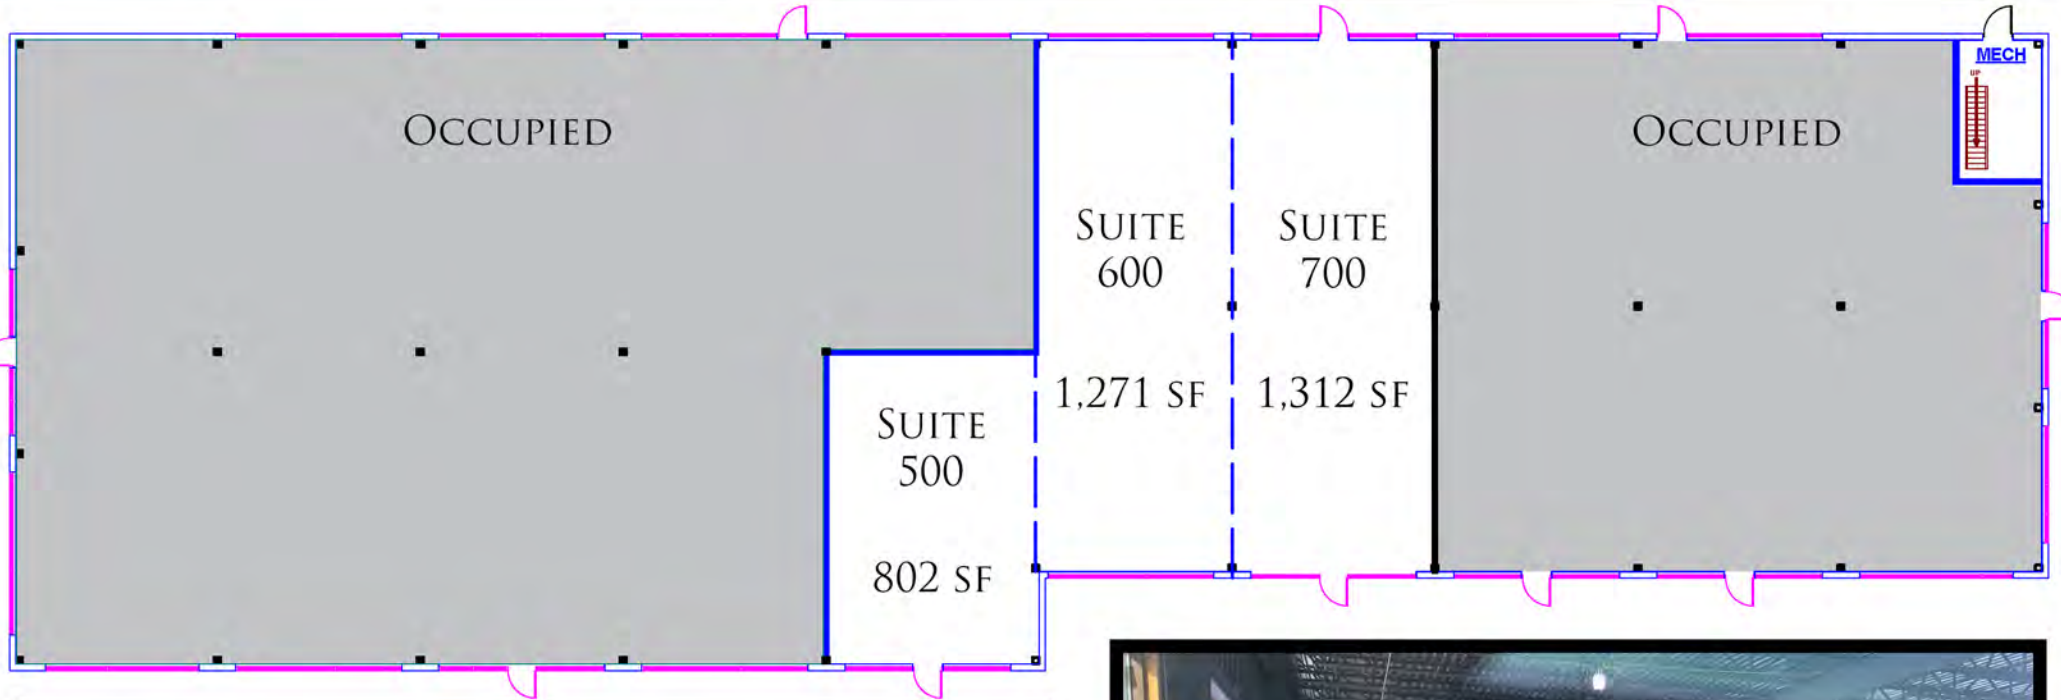 MECH
UP
OCCUPIED
OCCUPIED
SUITE
600
SUITE
700
1,271 SF
1,312 SF
SUITE
500
802 SF